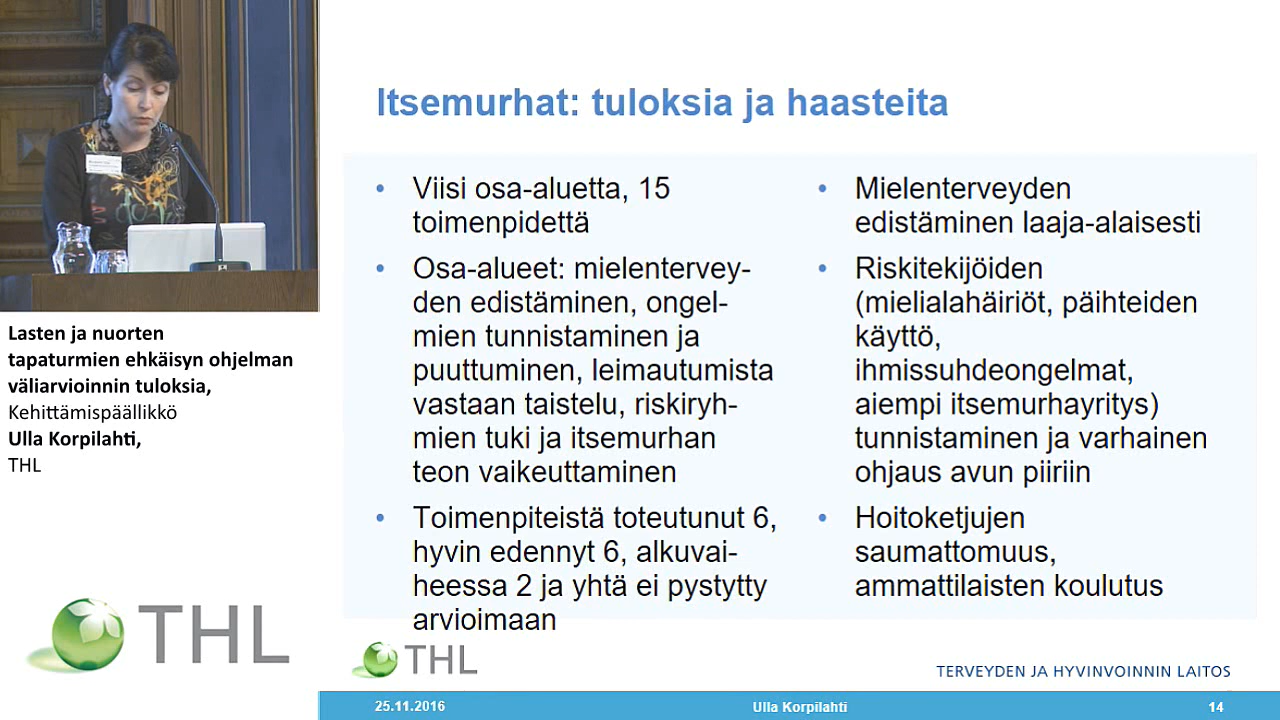 Itsemurhat: tuloksia ja haasteita
Viisi osa-aluetta, 15
toimenpidettä
Osa-alueet: mielentervey-
den edistäminen, ongel-
mien tunnistaminen ja
puuttuminen, leimautumista
vastaan taistelu, riskiryh-
mien tuki ja itsemurhan
teon vaikeuttaminen
Toimenpiteistä toteutunut 6,
hyvin edennyt 6, alkuvai-
heessa 2 ja yhtä ei pystytty
arvioimaan
Mielenterveyden
edistäminen laaja-alaisesti
Riskitekijöiden
(mielialahäiriöt, päihteiden
käyttö,
ihmissuhdeongelmat,
aiempi itsemurhayritys)
tunnistaminen ja varhainen
ohjaus avun piiriin
Hoitoketjujen
saumattomuus,
ammattilaisten koulutus
Lasten ja nuorten
tapaturmien ehkäisyn ohjelman
väliarvioinnin tuloksia,
Kehittämispäällikkö
Ulla Korpilahti,
THL
THL
THL
TERVEYDEN JA HYVINVOINNIN LAITOS
25.11.2016
Ulla Korpilahti
14